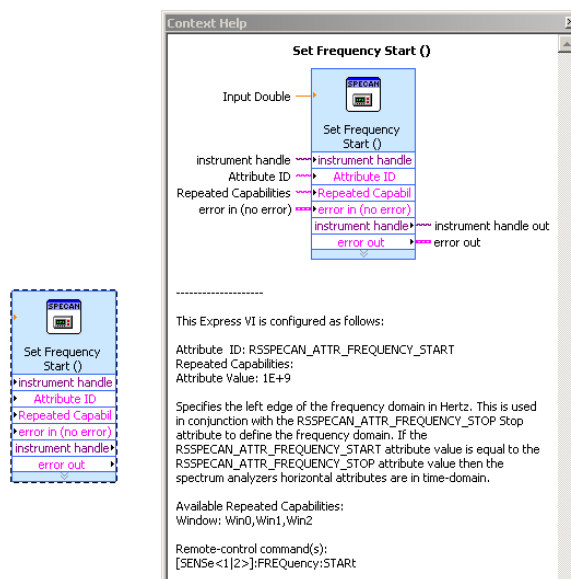 Context Help
Set Frequency Start ()
Input Double
SPECAN
Set Frequency
Start ()
instrument handle instrument handle
Attribute ID Attribute ID
Repeated Capabilities Repeated Capabil
error in (no error) error in (no error)
instrument handle instrument handle out
error out error out
--------------------
This Express VI is configured as follows:
Attribute ID: RSSPECAN_ATTR_FREQUENCY_START
Repeated Capabilities:
Attribute Value: 1E+9
Specifies the left edge of the frequency domain in Hertz. This is used
in conjunction with the RSSPECAN_ATTR_FREQUENCY_STOP Stop
attribute to define the frequency domain. If the
RSSPECAN_ATTR_FREQUENCY_START attribute value is equal to the
RSSPECAN_ATTR_FREQUENCY_STOP attribute value then the
spectrum analyzers horizontal attributes are in time-domain.
Available Repeated Capabilities:
Window: Win0,Win1,Win2
Remote-control command(s):
[SENSe<1|2>]:FREQuency:STARt
SPECAN
Set Frequency
Start ()
instrument handle
Attribute ID
Repeated Capabil
error in (no error)
instrument handle
error out